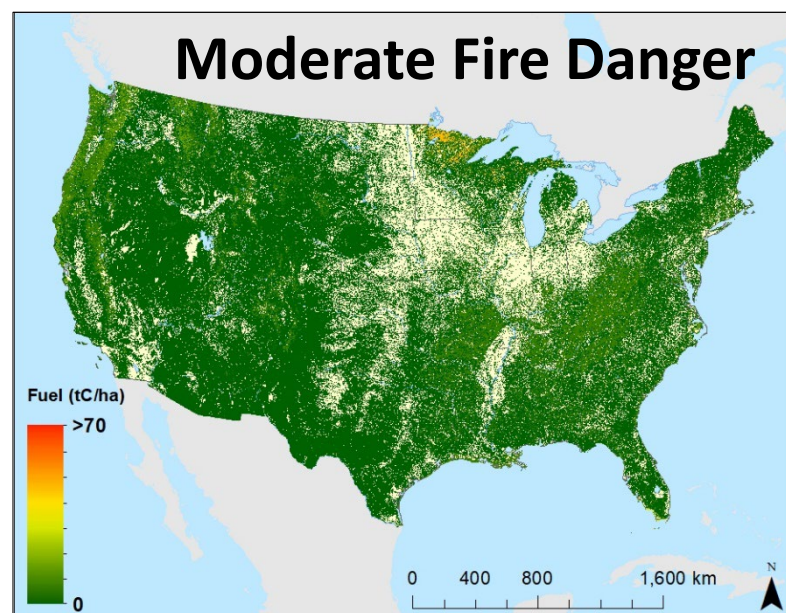 Moderate Fire Danger
Fuel (tC/ha)
>70
0
0 400 800 1,600 km
N